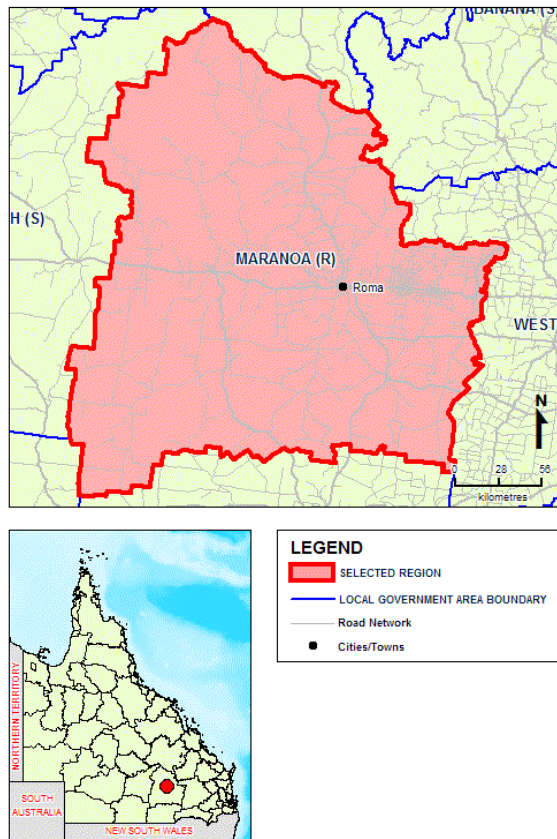 BANANA (S)
H (S)
MARANOA (R)
Roma
WEST
N
0 28 56
kilometres
LEGEND
SELECTED REGION
LOCAL GOVERNMENT AREA BOUNDARY
Road Network
Cities/Towns
NORTHERN TERRITORY
SOUTH
AUSTRALIA
NEW SOUTH WALES